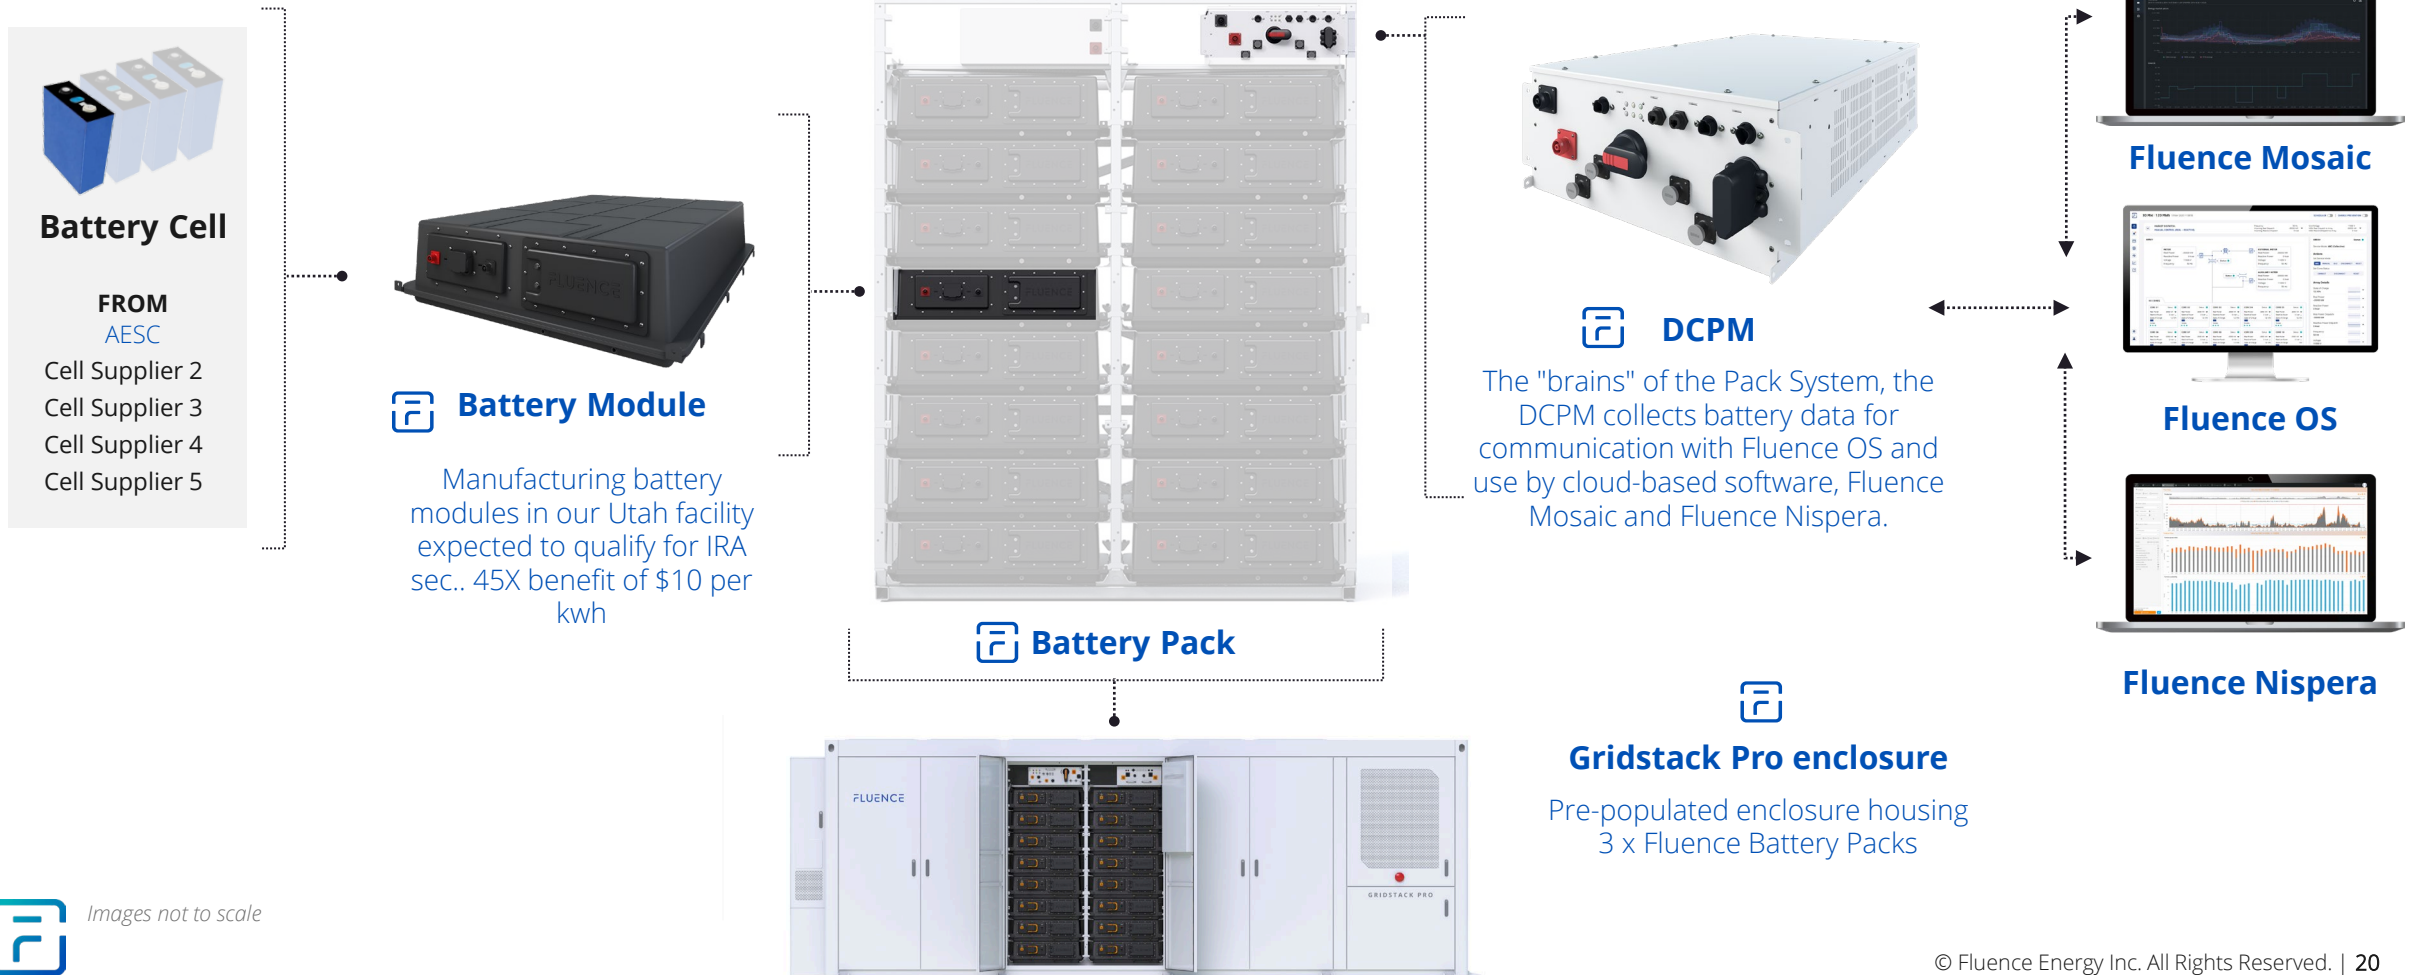 Battery Cell
FROM
AESC
Cell Supplier 2
Cell Supplier 3
Cell Supplier 4
Cell Supplier 5
FLUENCE
Battery Module
Manufacturing battery
modules in our Utah facility
expected to qualify for IRA
sec.. 45X benefit of $10 per
kwh
FLUENCE
Battery Pack
DCPM
The "brains" of the Pack System, the
DCPM collects battery data for
communication with Fluence OS and
use by cloud-based software, Fluence
Mosaic and Fluence Nispera.
Fluence Mosaic
Fluence OS
Fluence Nispera
Gridstack Pro enclosure
Pre-populated enclosure housing
3 x Fluence Battery Packs
FLUENCE
GRIDSTACK PRO
Images not to scale
© Fluence Energy Inc. All Rights Reserved. | 20